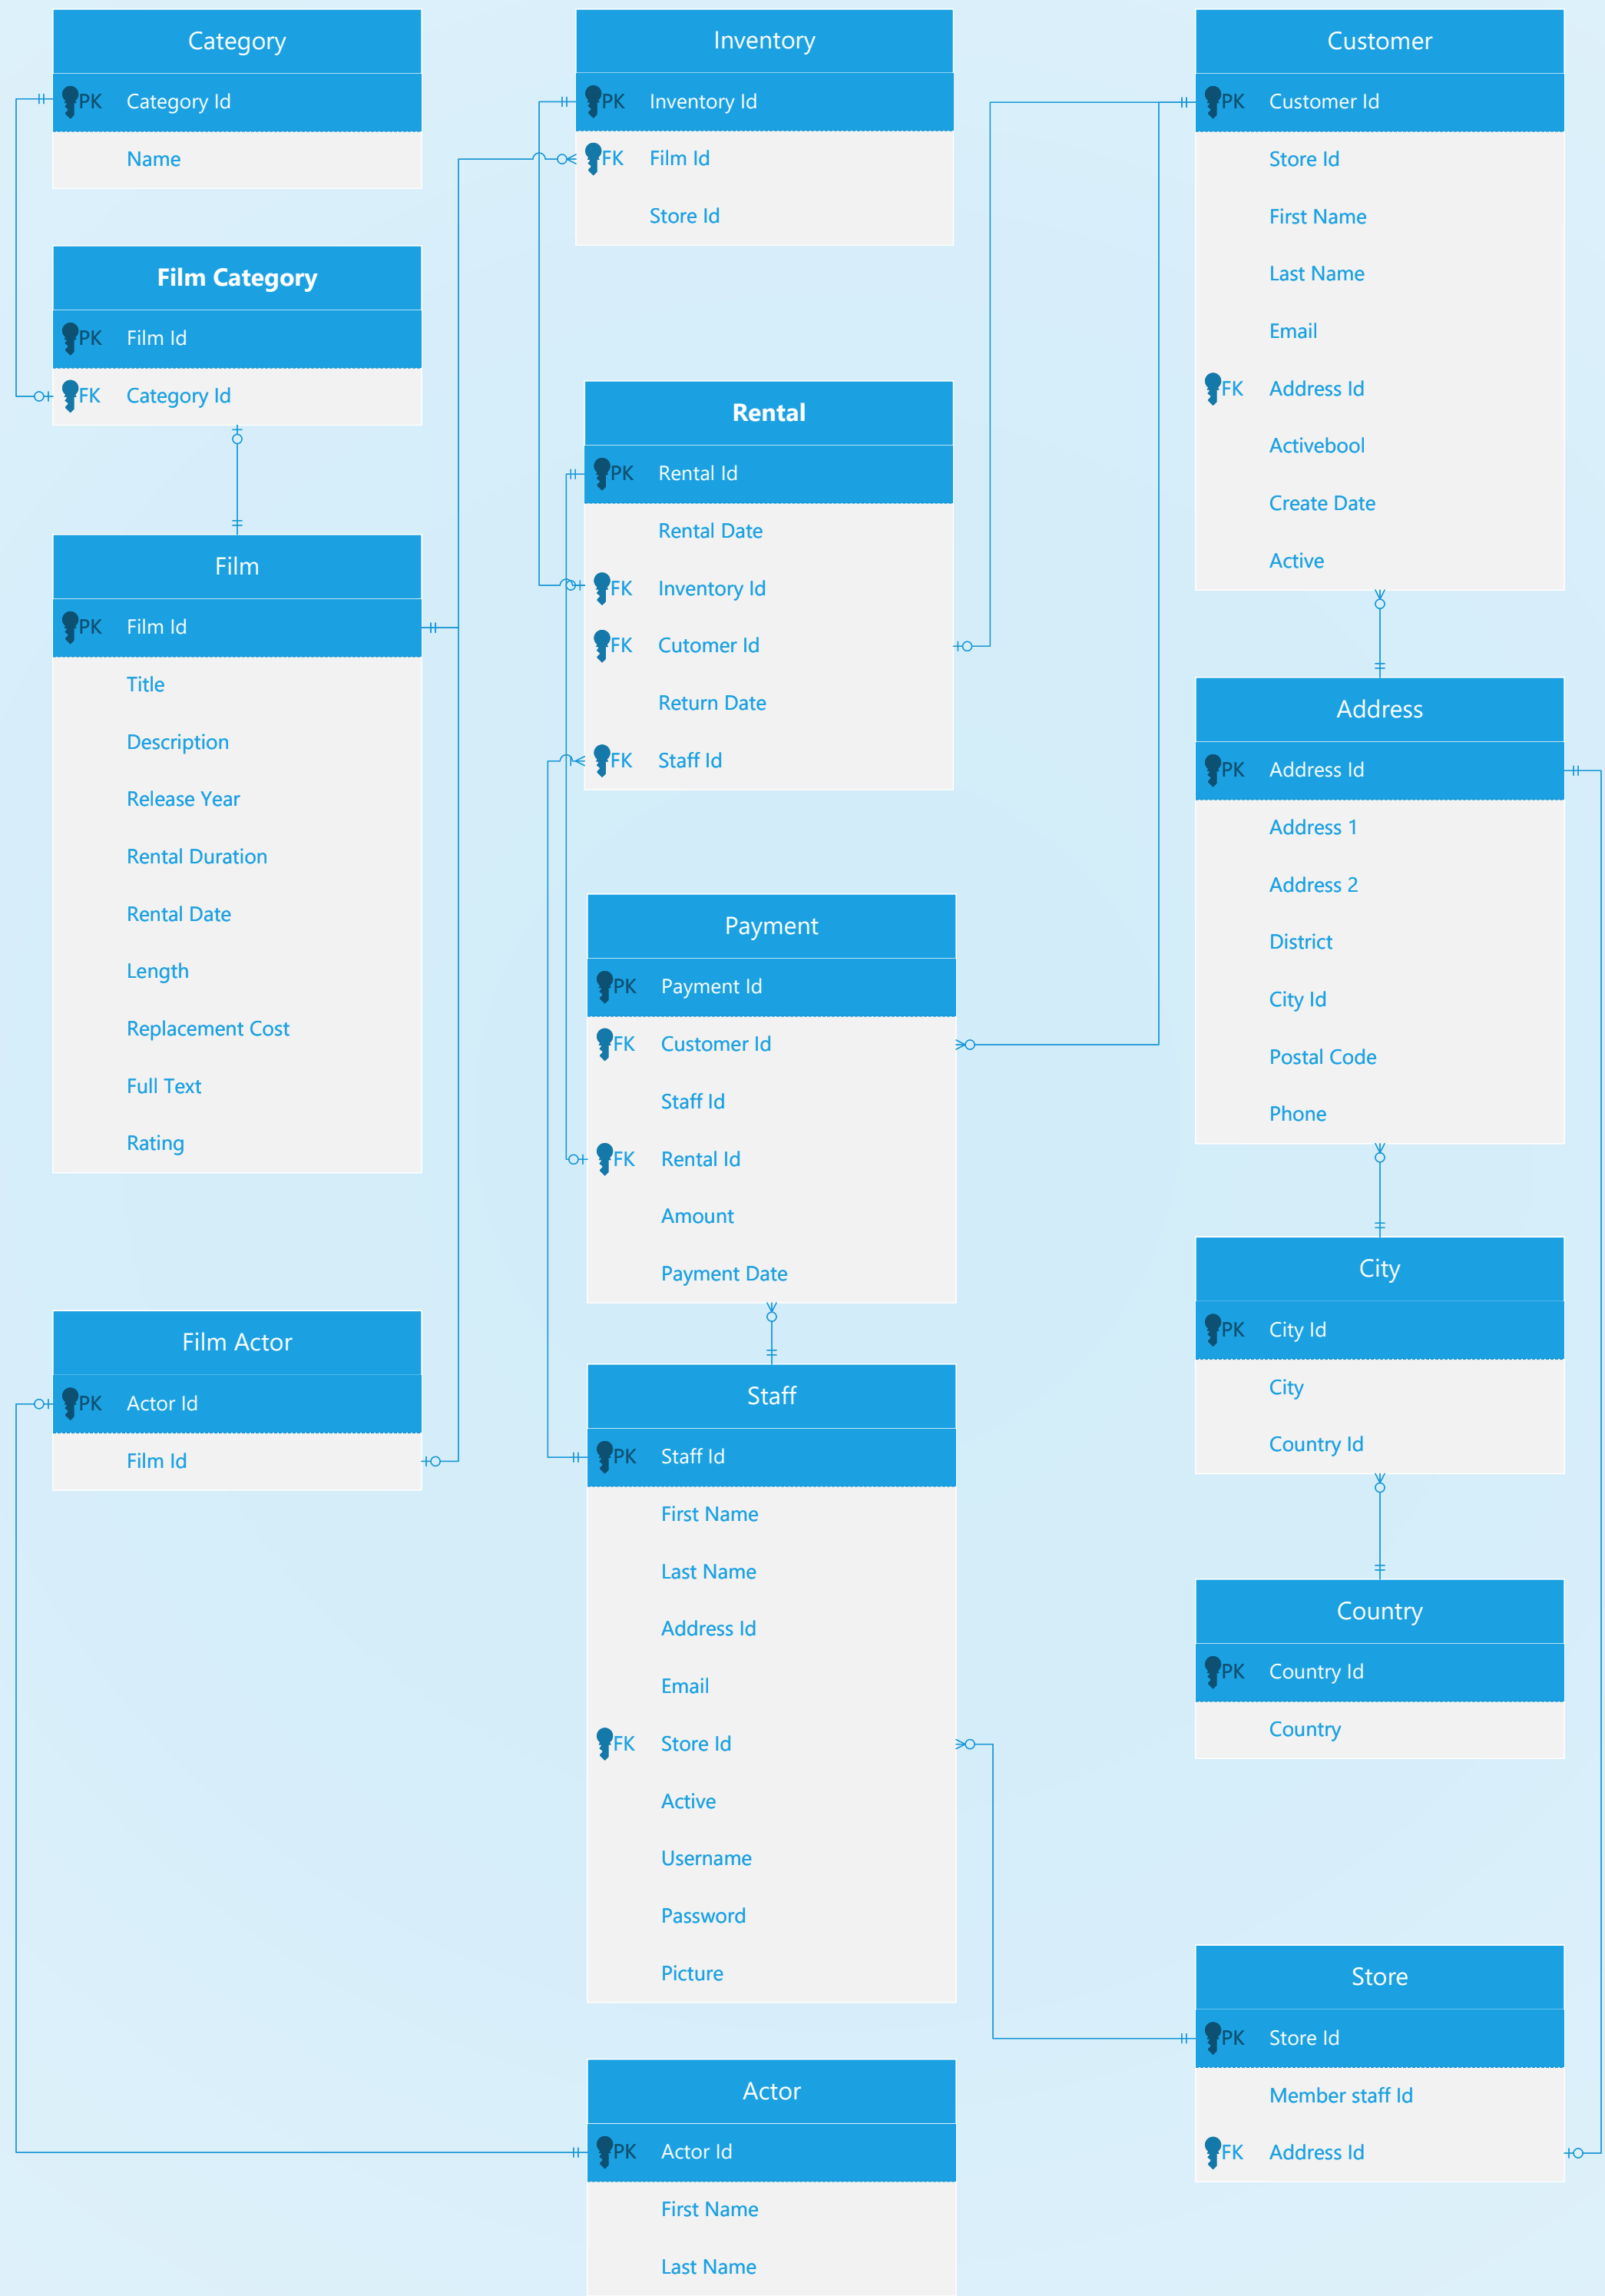 Category
PK Category Id
Name
Film Category
PK Film Id
FK Category Id
Film
PK Film Id
Title
Description
Release Year
Rental Duration
Rental Date
Length
Replacement Cost
Full Text
Rating
Film Actor
PK Actor Id
Film Id
Inventory
PK Inventory Id
FK Film Id
Store Id
Rental
PK Rental Id
Rental Date
FK Inventory Id
FK Cutomer Id
Return Date
FK Staff Id
Payment
PK Payment Id
FK Customer Id
Staff Id
FK Rental Id
Amount
Payment Date
Staff
PK Staff Id
First Name
Last Name
Address Id
Email
FK Store Id
Active
Username
Password
Picture
Actor
PK Actor Id
First Name
Last Name
Customer
PK Customer Id
Store Id
First Name
Last Name
Email
FK Address Id
Activebool
Create Date
Active
Address
PK Address Id
Address 1
Address 2
District
City Id
Postal Code
Phone
City
PK City Id
City
Country Id
Country
PK Country Id
Country
Store
PK Store Id
Member staff Id
FK Address Id